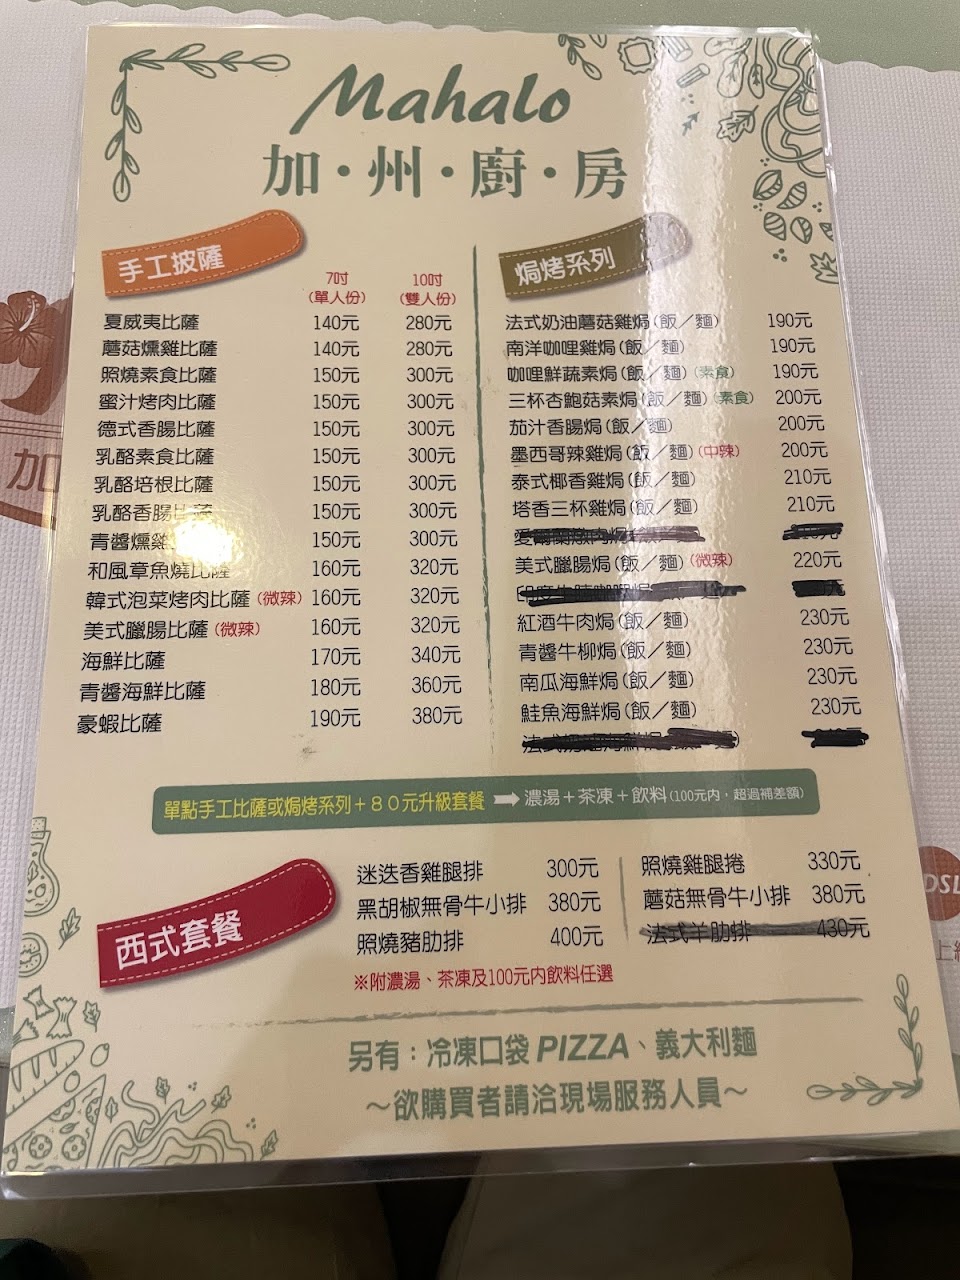 Mahalo
加・州・廚・房
手工披薩
7吋 10吋
(單人份) (雙人份)
夏威夷比薩 140元 280元
蘑菇燻雞比薩 140元 280元
照燒素食比薩 150元 300元
蜜汁烤肉比薩 150元 300元
德式香腸比薩 150元 300元
乳酪素食比薩 150元 300元
乳酪培根比薩 150元 300元
乳酪香腸比薩 150元 300元
青醬燻雞 150元 300元
和風章魚燒比薩 160元 320元
韓式泡菜烤肉比薩(微辣) 160元 320元
美式臘腸比薩(微辣) 160元 320元
海鮮比薩 170元 340元
青醬海鮮比薩 180元 360元
豪蝦比薩 190元 380元
焗烤系列
法式奶油蘑菇雞焗(飯／麵) 190元
南洋咖哩雞焗(飯／麵) 190元
咖哩鮮蔬素焗(飯／麵)(素食) 190元
三杯杏鮑菇素焗(飯／麵)(素食) 200元
茄汁香腸焗(飯／麵) 200元
墨西哥辣雞焗(飯／麵)(中辣) 200元
泰式椰香雞焗(飯／麵) 210元
塔香三杯雞焗(飯／麵) 210元
美式臘腸焗(飯／麵)(微辣) 220元
紅酒牛肉焗(飯／麵) 230元
青醬牛柳焗(飯／麵) 230元
南瓜海鮮焗(飯／麵) 230元
鮭魚海鮮焗(飯／麵) 230元
單點手工比薩或焗烤系列＋８０元升級套餐 ➡ 濃湯＋茶凍＋飲料(100元內，超過補差額)
西式套餐
迷迭香雞腿排 300元
黑胡椒無骨牛小排 380元
照燒豬肋排 400元
照燒雞腿捲 330元
蘑菇無骨牛小排 380元
法式羊肋排 430元
※附濃湯、茶凍及100元內飲料任選
另有：冷凍口袋PIZZA、義大利麵
～欲購買者請洽現場服務人員～
加
DSL